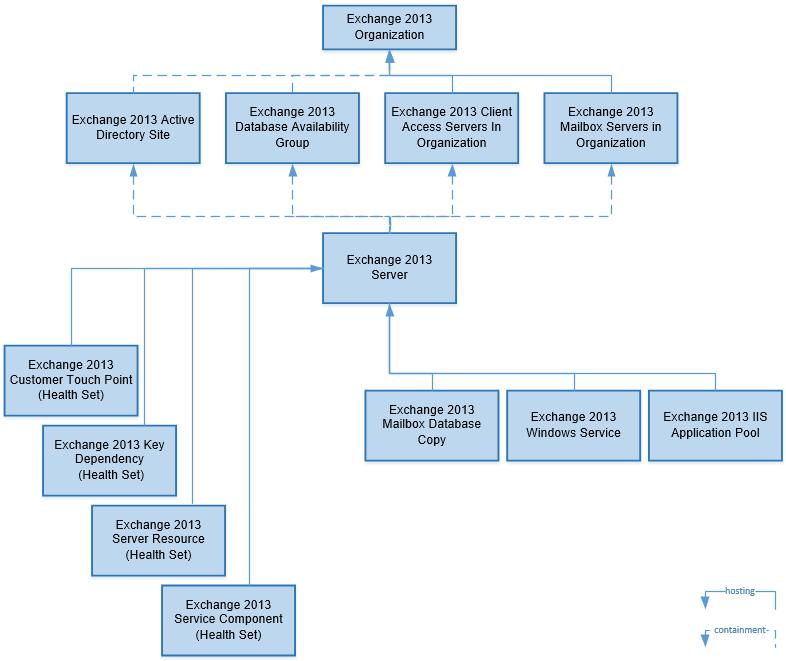 Exchange 2013
Organization
Exchange 2013 Active
Directory Site
Exchange 2013
Database Availability
Group
Exchange 2013 Client
Access Servers In
Organization
Exchange 2013
Mailbox Servers in
Organization
Exchange 2013
Server
Exchange 2013
Customer Touch Point
(Health Set)
Exchange 2013 Key
Dependency
(Health Set)
Exchange 2013
Server Resource
(Health Set)
Exchange 2013
Service Component
(Health Set)
Exchange 2013
Mailbox Database
Copy
Exchange 2013
Windows Service
Exchange 2013 IIS
Application Pool
hosting
containment